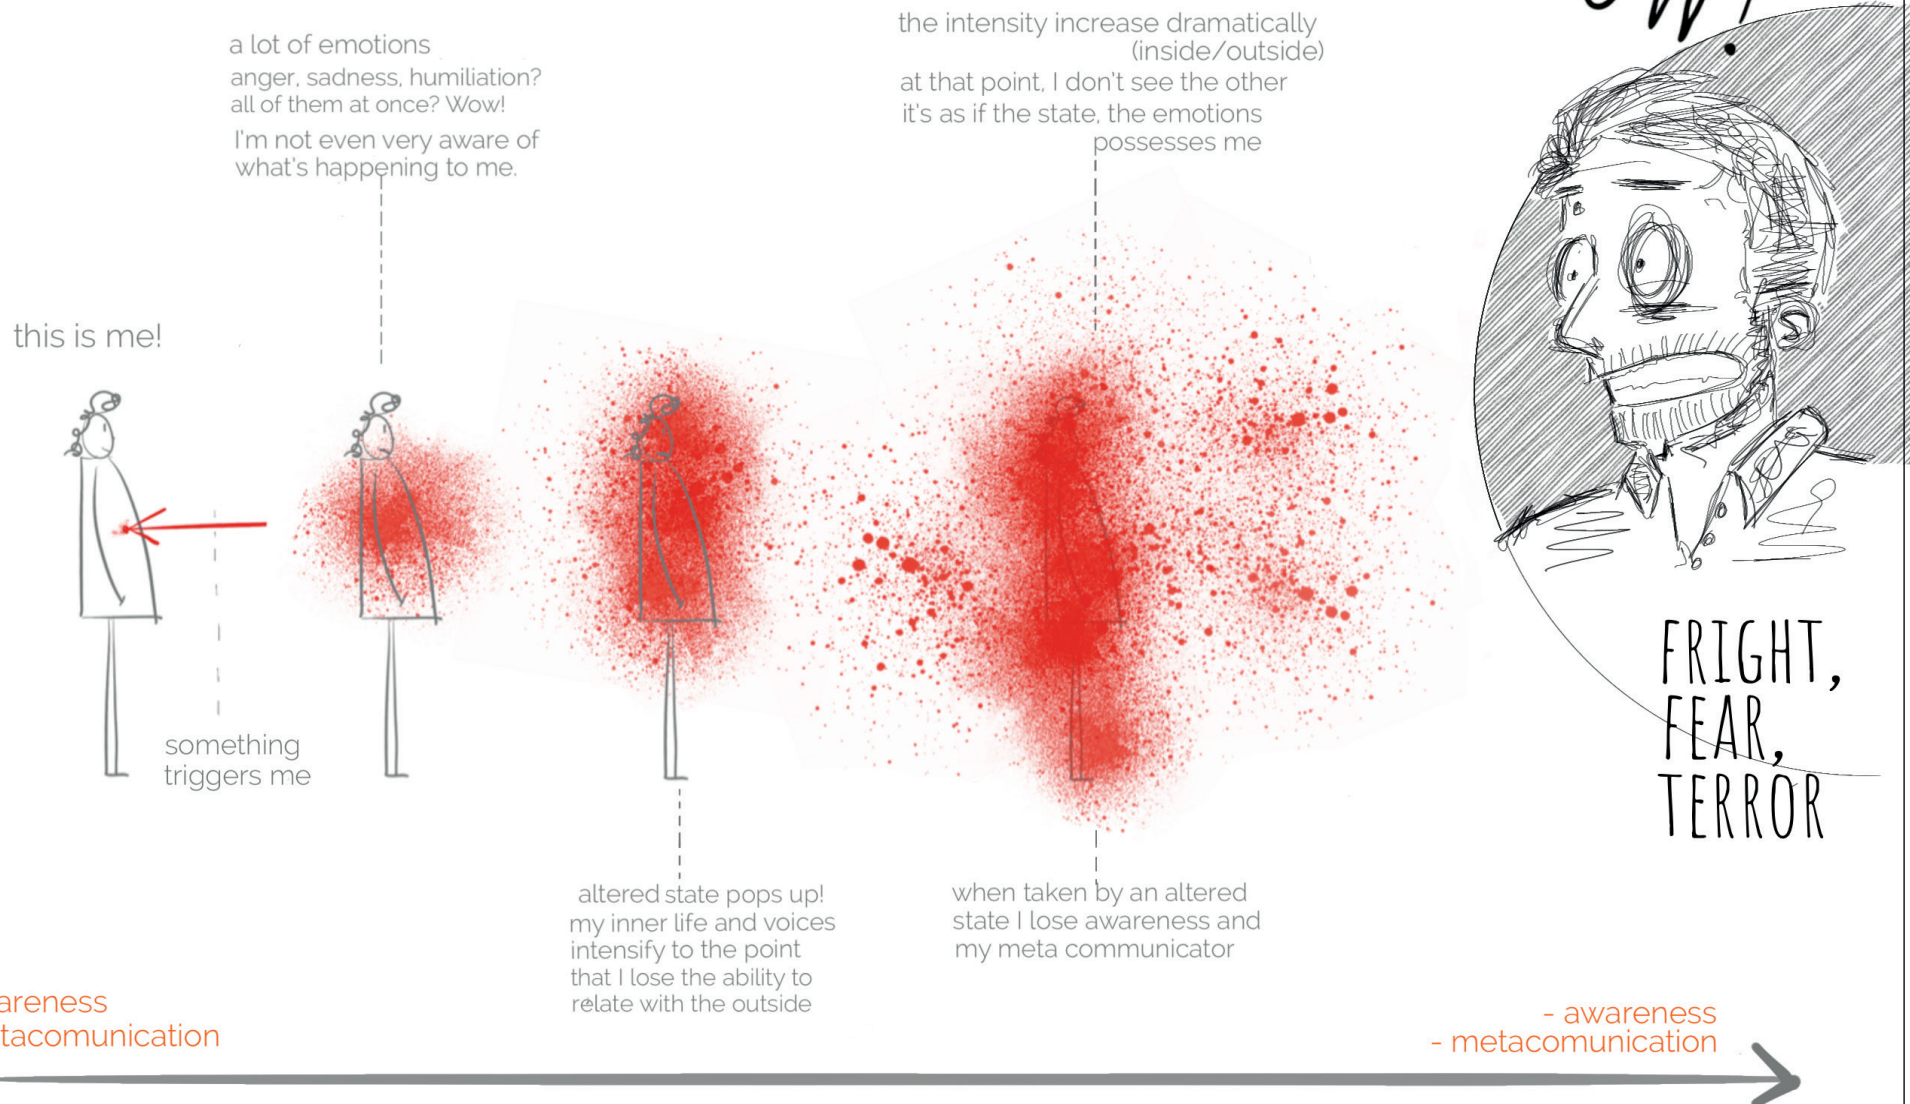 a lot of emotions
anger, sadness, humiliation?
all of them at once? Wow!
I'm not even very aware of
what's happening to me.
the intensity increase dramatically
(inside/outside)
at that point, I don't see the other
it's as if the state, the emotions
possesses me
this is me!
something
triggers me
altered state pops up!
my inner life and voices
intensify to the point
that I lose the ability to
relate with the outside
when taken by an altered
state I lose awareness and
my meta communicator
FRIGHT,
FEAR,
TERROR
areness
tacomunication
- awareness
- metacomunication